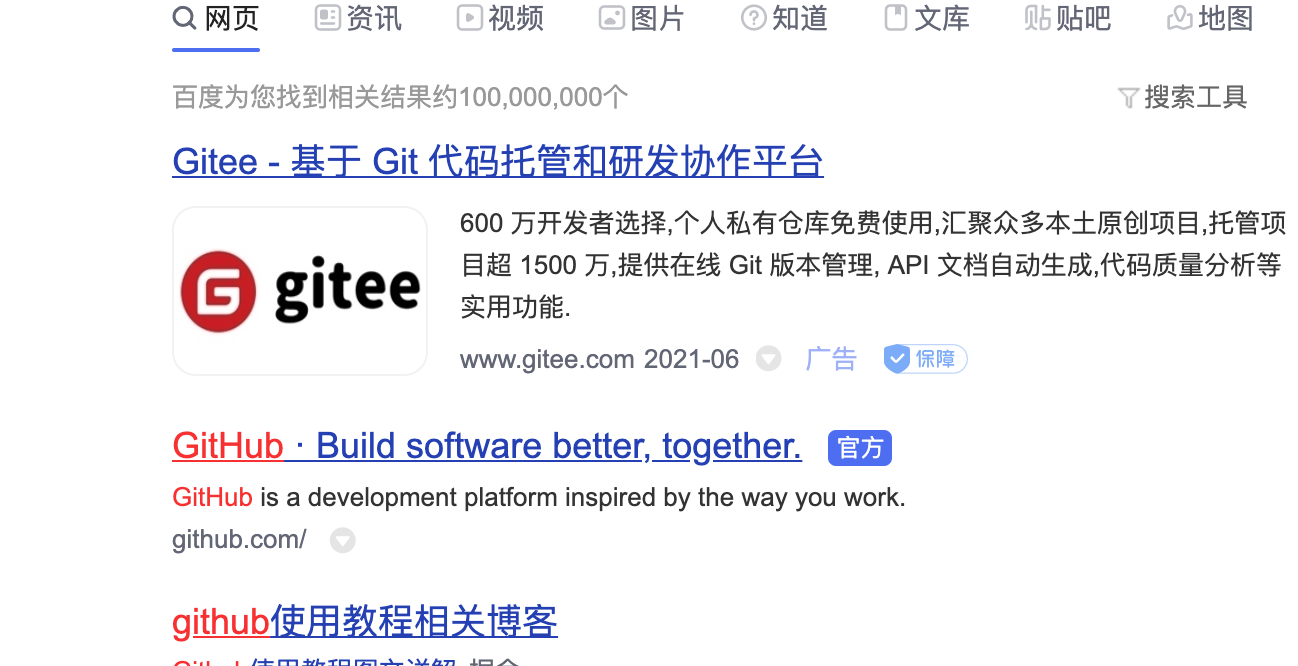 网页 资讯 视频 图片 知道 文库 贴吧 地图
百度为您找到相关结果约100,000,000个 搜索工具
Gitee - 基于 Git 代码托管和研发协作平台
gitee
600 万开发者选择,个人私有仓库免费使用,汇聚众多本土原创项目,托管项
目超 1500 万,提供在线 Git 版本管理, API 文档自动生成,代码质量分析等
实用功能.
www.gitee.com 2021-06 广告 保障
GitHub · Build software better, together. 官方
GitHub is a development platform inspired by the way you work.
github.com/
github使用教程相关博客